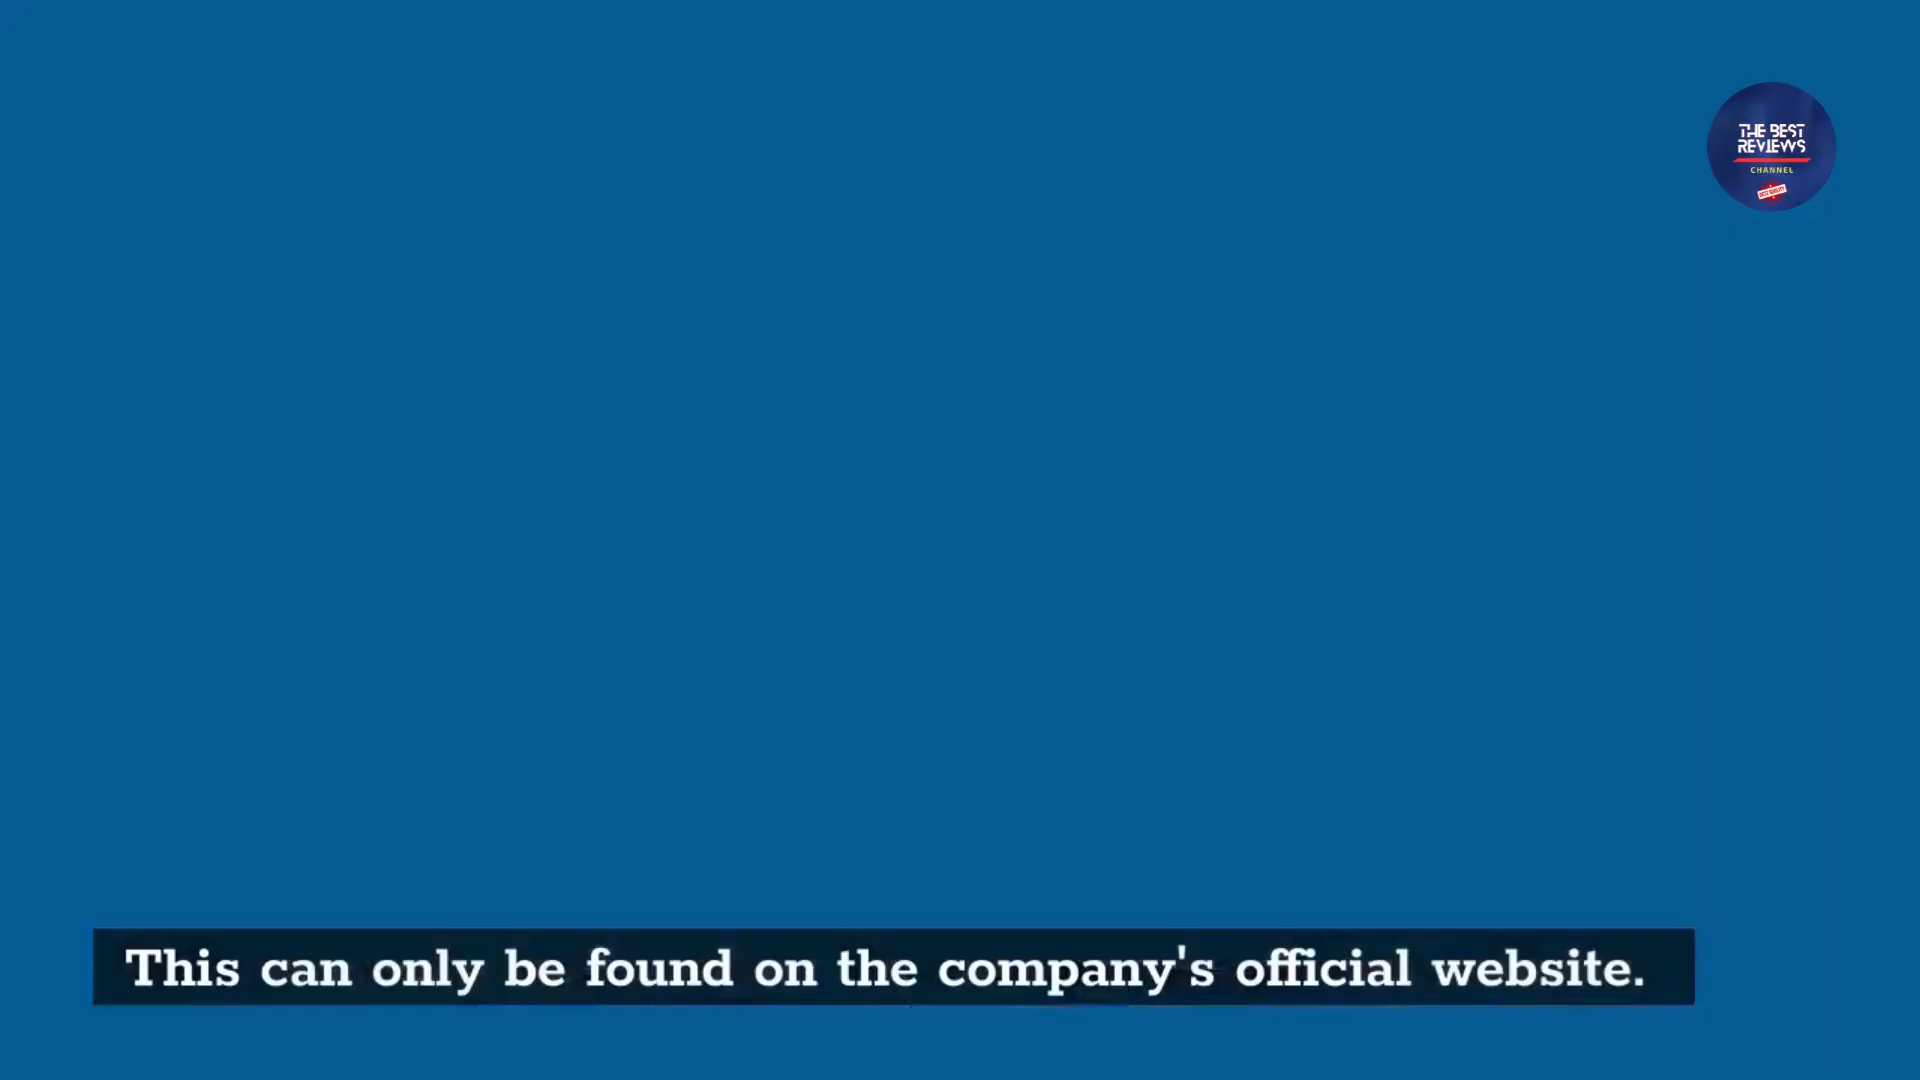 THE BEST
REVIEWS
CHANNEL
This can only be found on the company's official website.